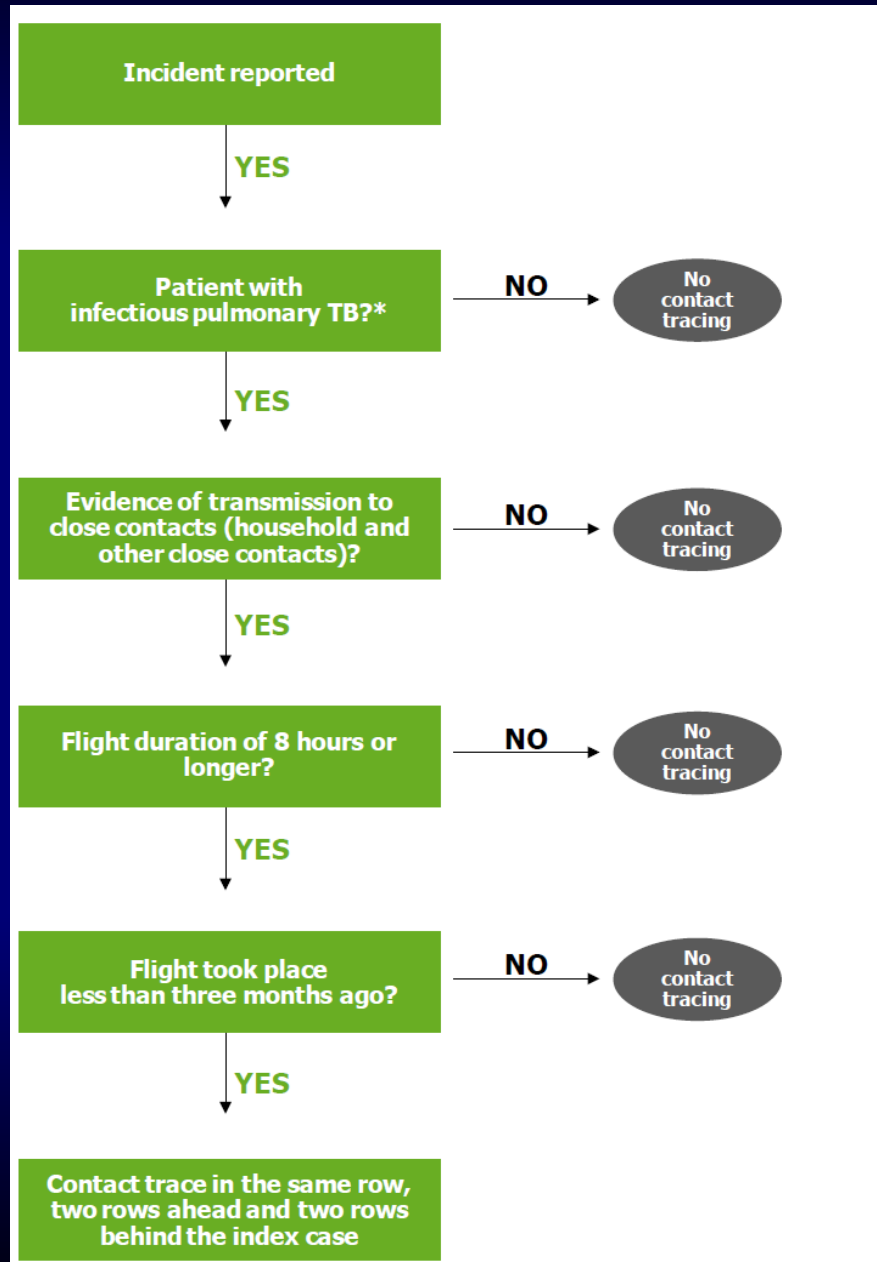 Incident reported
YES
Patient with
infectious pulmonary TB?*
NO
No
contact
tracing
YES
Evidence of transmission to
close contacts (household and
other close contacts)?
NO
No
contact
tracing
YES
Flight duration of 8 hours or
longer?
NO
No
contact
tracing
YES
Flight took place
less than three months ago?
NO
No
contact
tracing
YES
Contact trace in the same row,
two rows ahead and two rows
behind the index case